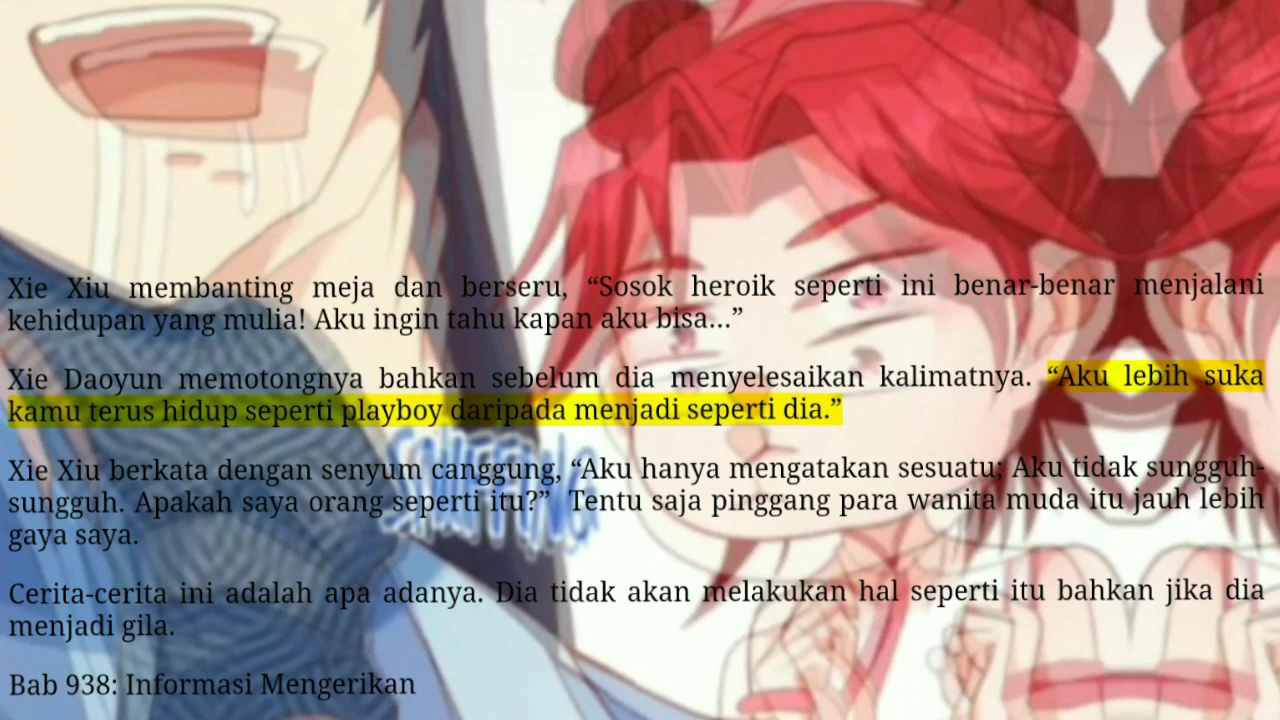 Xie Xiu membanting meja dan berseru, “Sosok heroik seperti ini benar-benar menjalani
kehidupan yang mulia! Aku ingin tahu kapan aku bisa...”
Xie Daoyun memotongnya bahkan sebelum dia menyelesaikan kalimatnya. “Aku lebih suka
kamu terus hidup seperti playboy daripada menjadi seperti dia.”
SNIFFING
Xie Xiu berkata dengan senyum canggung, “Aku hanya mengatakan sesuatu; Aku tidak sungguh-
sungguh. Apakah saya orang seperti itu?” Tentu saja pinggang para wanita muda itu jauh lebih
gaya saya.
Cerita-cerita ini adalah apa adanya. Dia tidak akan melakukan hal seperti itu bahkan jika dia
menjadi gila.
Bab 938: Informasi Mengerikan